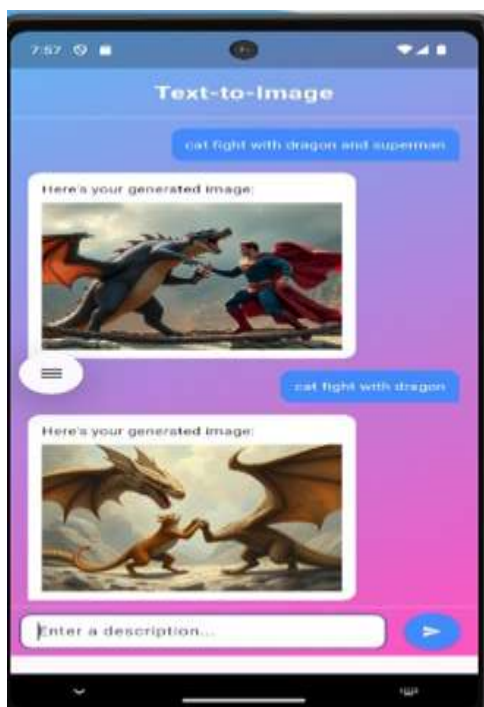 7:57
Text-to-Image
cat fight with dragon and superman
Here's your generated image:
cat fight with dragon
Here's your generated image:
Enter a description...